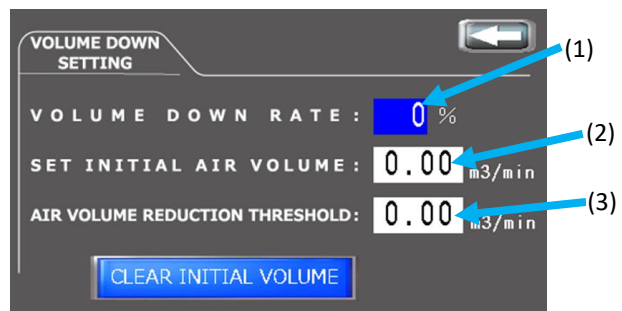 VOLUME DOWN
SETTING
(1)
VOLUME DOWN RATE: 0 %
(2)
SET INITIAL AIR VOLUME: 0.00 m3/min
(3)
AIR VOLUME REDUCTION THRESHOLD: 0.00 m3/min
CLEAR INITIAL VOLUME